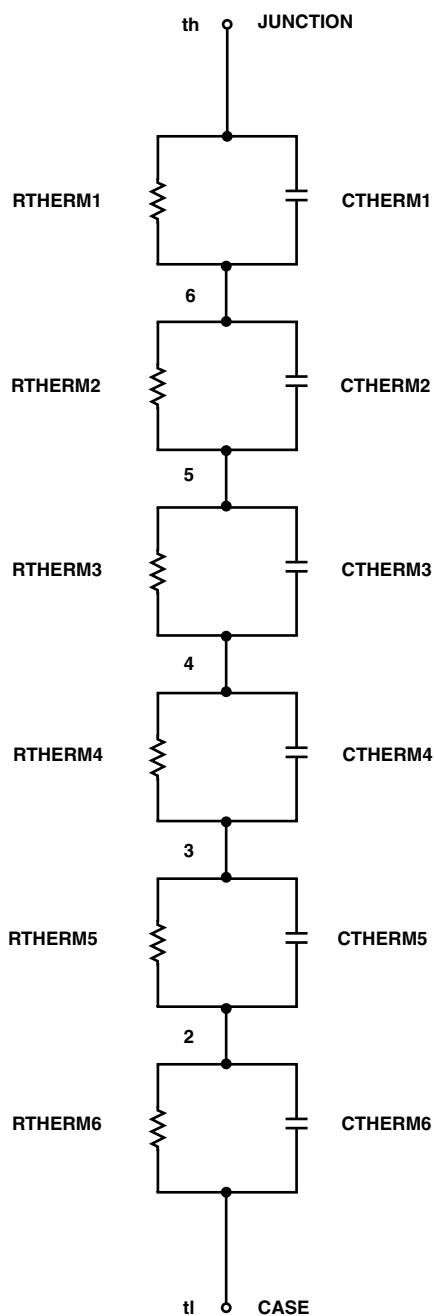 th JUNCTION
RTHERM1 CTHERM1
6
RTHERM2 CTHERM2
5
RTHERM3 CTHERM3
4
RTHERM4 CTHERM4
3
RTHERM5 CTHERM5
2
RTHERM6 CTHERM6
tl CASE